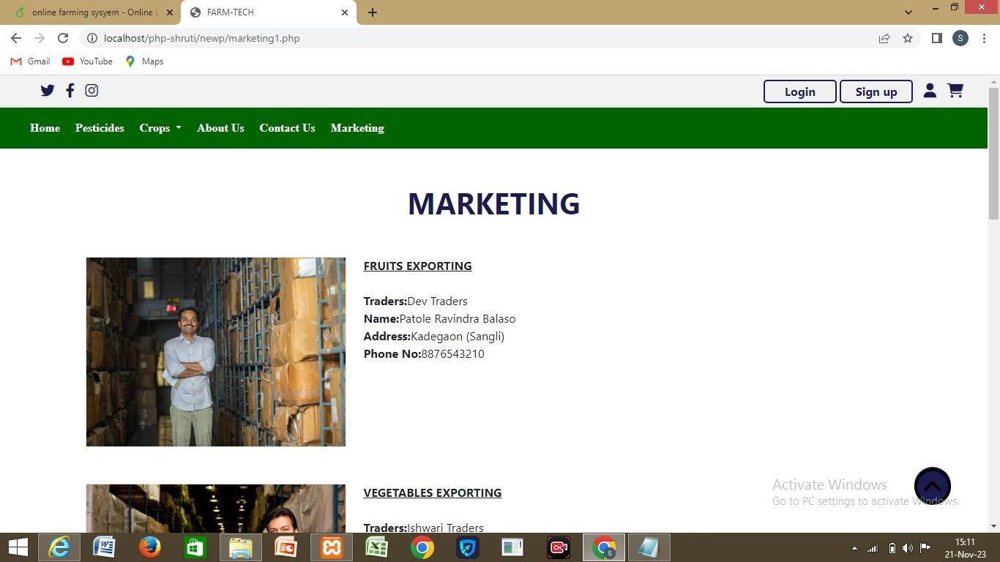 online farming sysyem - Online L
FARM-TECH
localhost/php-shruti/newp/marketing1.php
S
Gmail
YouTube
Maps
Login
Sign up
Home
Pesticides
Crops
About Us
Contact Us
Marketing
MARKETING
FRUITS EXPORTING
Traders:Dev Traders
Name:Patole Ravindra Balaso
Address:Kadegaon (Sangli)
Phone No:8876543210
VEGETABLES EXPORTING
Traders:Ishwari Traders
Activate Windows
Go to PC settings to activate Windows.
S
15:11
21-Nov-23